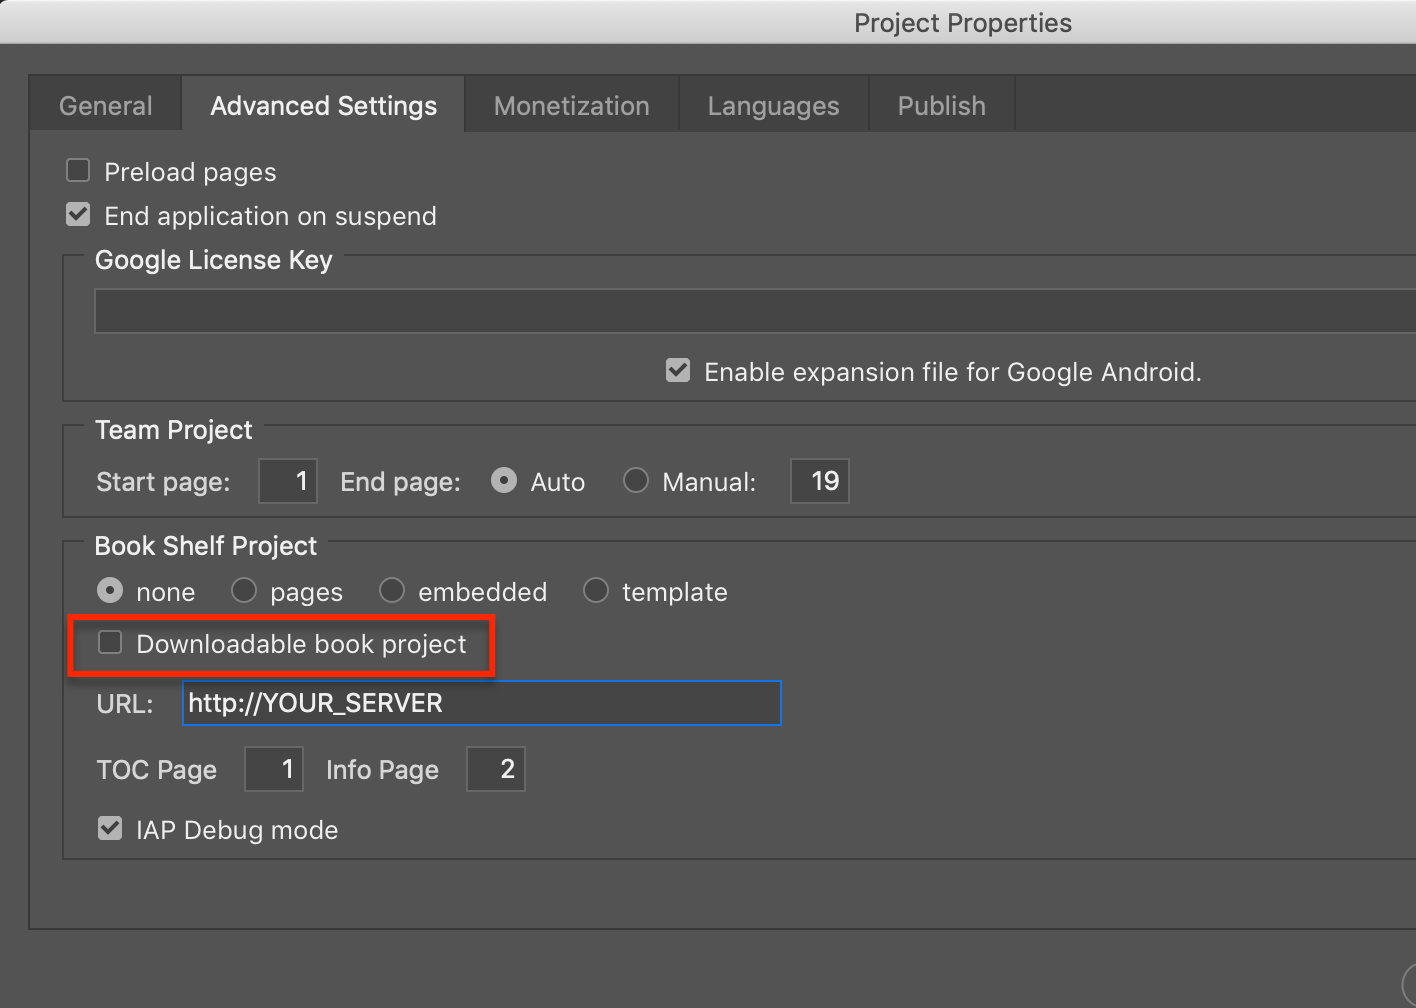 Project Properties
General Advanced Settings Monetization Languages Publish
Preload pages
End application on suspend
Google License Key
Enable expansion file for Google Android.
Team Project
Start page: 1 End page: Auto Manual: 19
Book Shelf Project
none pages embedded template
Downloadable book project
URL: http://YOUR_SERVER
TOC Page 1 Info Page 2
IAP Debug mode